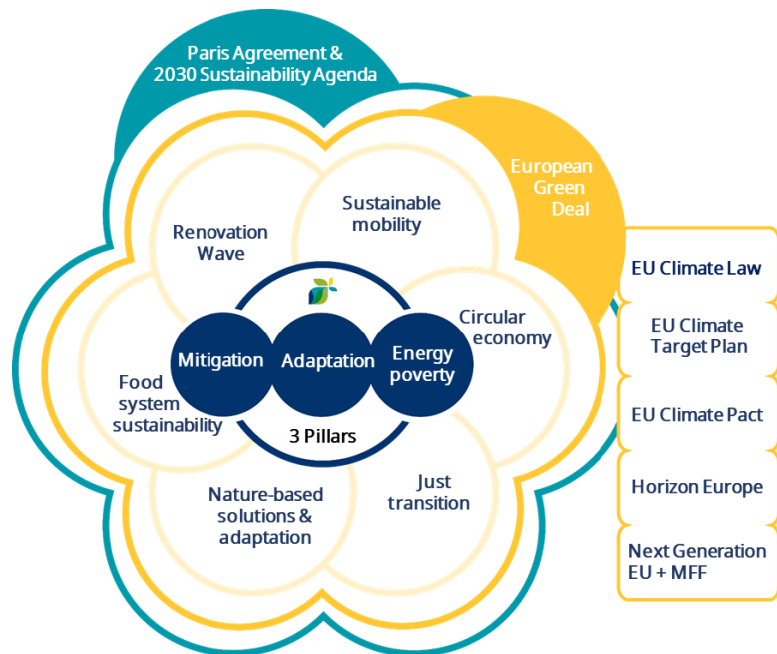 Paris Agreement &
2030 Sustainability Agenda
European
Green
Deal
Sustainable
mobility
Renovation
Wave
EU Climate Law
Circular
economy
EU Climate
Target Plan
Mitigation
Adaptation
Energy
poverty
Food
system
sustainability
EU Climate Pact
3 Pillars
Just
transition
Nature-based
solutions &
adaptation
Horizon Europe
Next Generation
EU + MFF